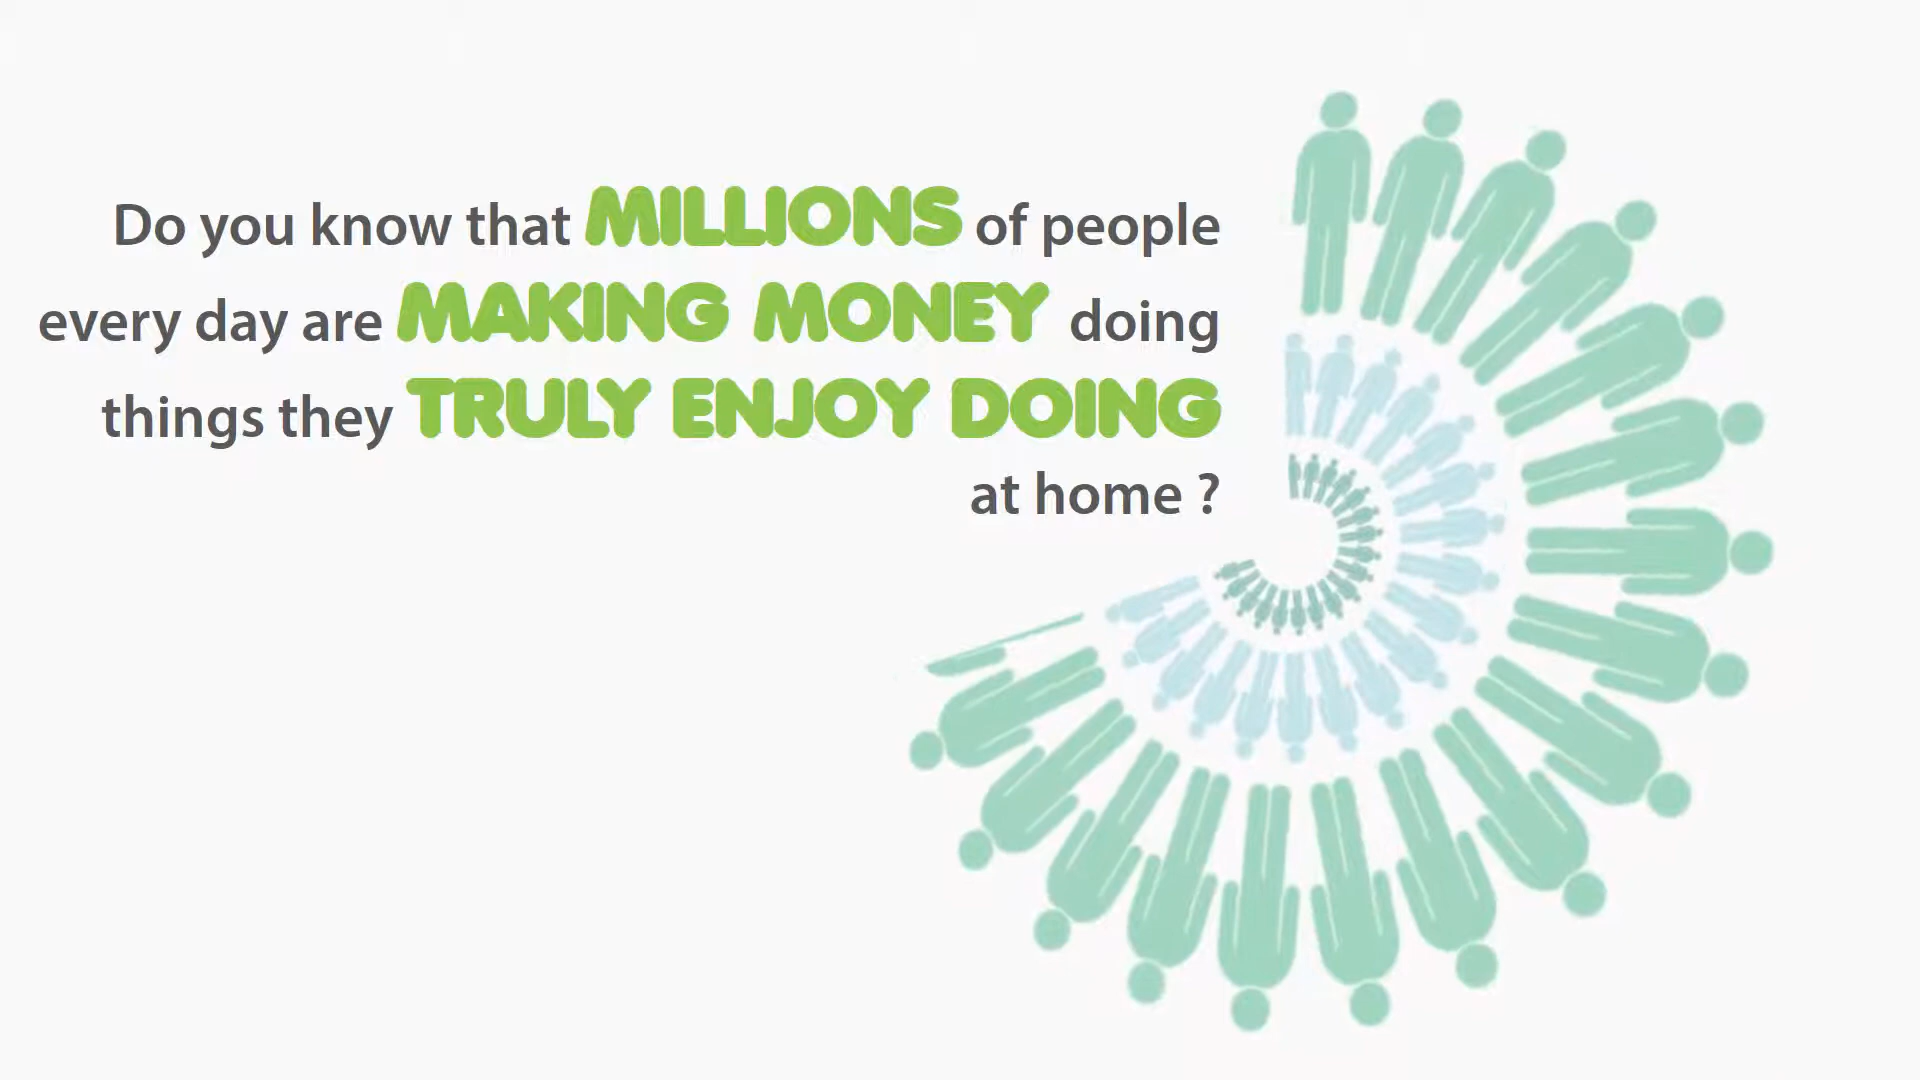 Do you know that MILLIONS of people
every day are MAKING MONEY doing
things they TRULY ENJOY DOING
at home ?